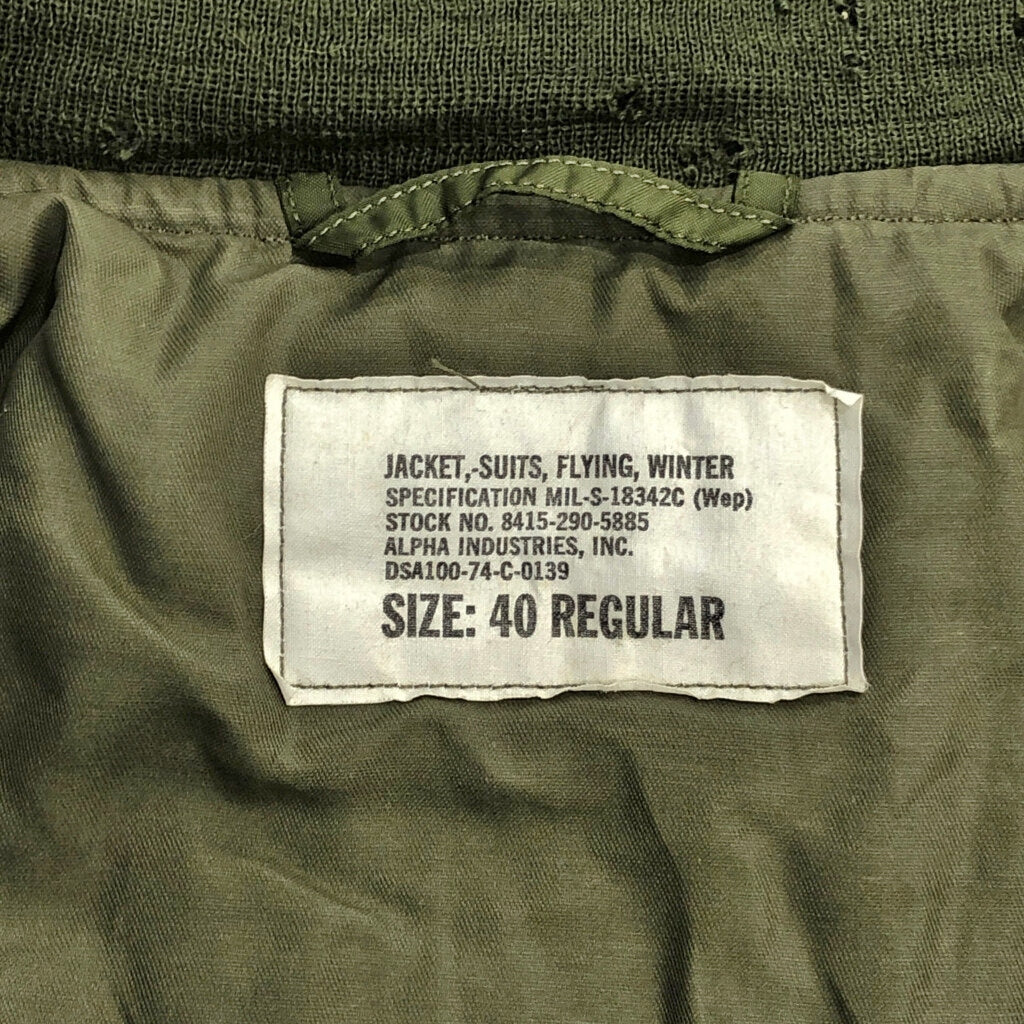 JACKET,-SUITS, FLYING, WINTER
SPECIFICATION MIL-S-18342C (Wep)
STOCK NO. 8415-290-5885
ALPHA INDUSTRIES, INC.
DSA100-74-C-0139
SIZE: 40 REGULAR